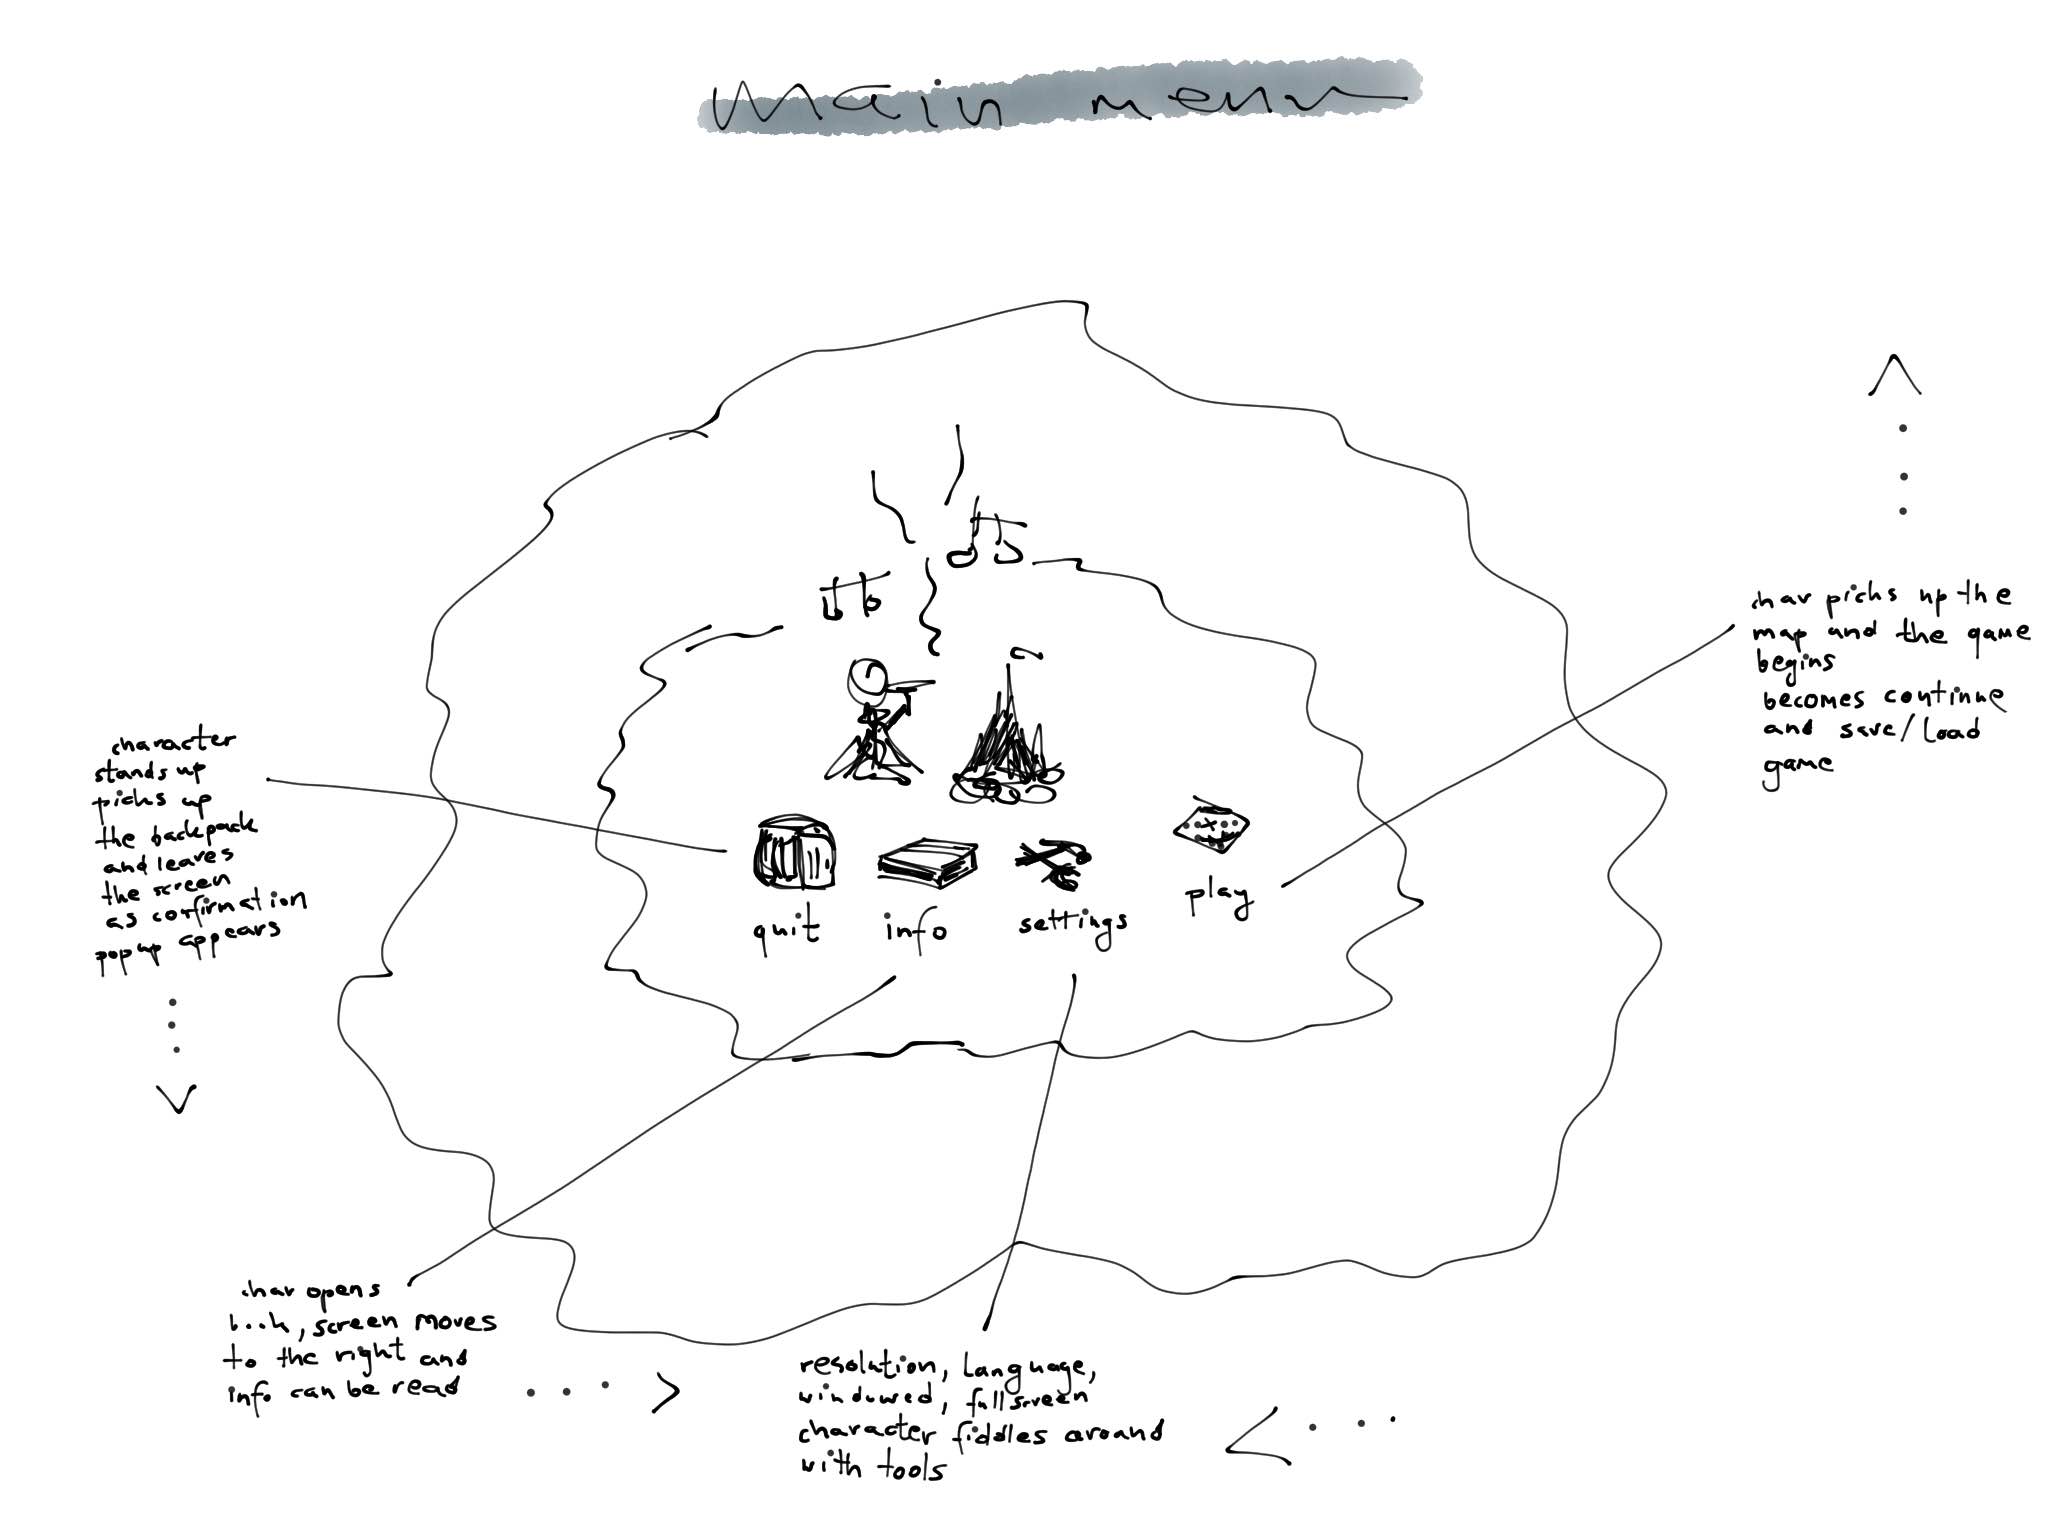 Main menu
char picks up the
map and the game
begins
becomes continue
and save/load
game
character
stands up
picks up
the backpack
and leaves
the screen
as confirmation
popup appears
quit
info
settings
play
char opens
book, screen moves
to the right and
info can be read
resolution, language,
windowed, fullscreen
character fiddles around
with tools